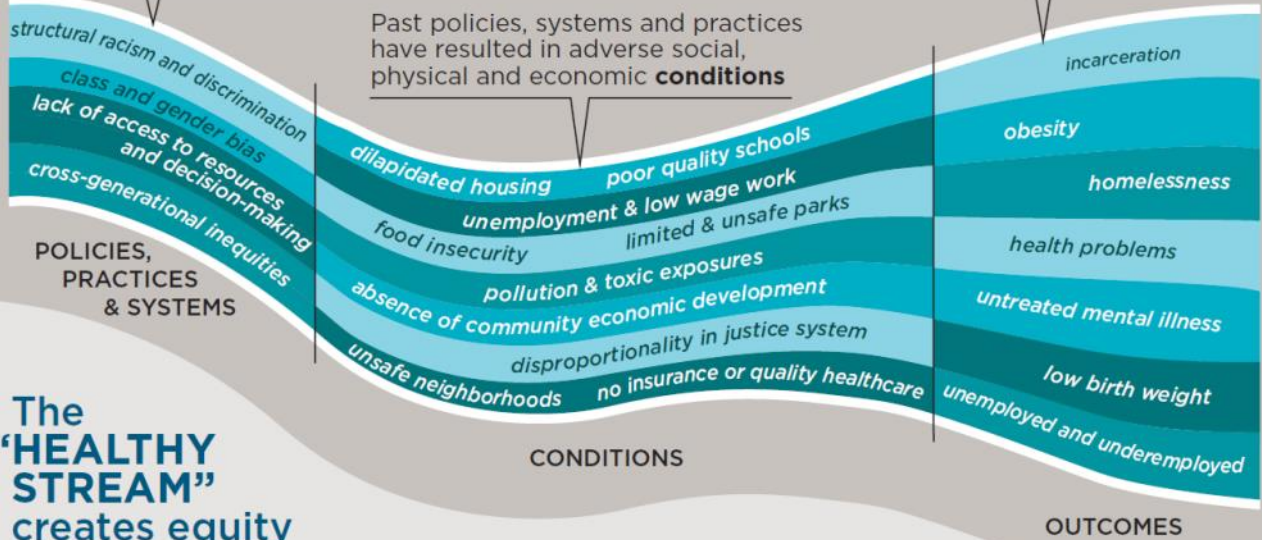 Past policies, systems and practices
have resulted in adverse social,
physical and economic conditions
structural racism and discrimination
class and gender bias
lack of access to resources
and decision-making
cross-generational inequities
POLICIES,
PRACTICES
& SYSTEMS
dilapidated housing
poor quality schools
unemployment & low wage work
food insecurity
limited & unsafe parks
pollution & toxic exposures
absence of community economic development
disproportionality in justice system
unsafe neighborhoods
no insurance or quality healthcare
CONDITIONS
incarceration
obesity
homelessness
health problems
untreated mental illness
low birth weight
unemployed and underemployed
OUTCOMES
The
‘HEALTHY
STREAM”
creates equity